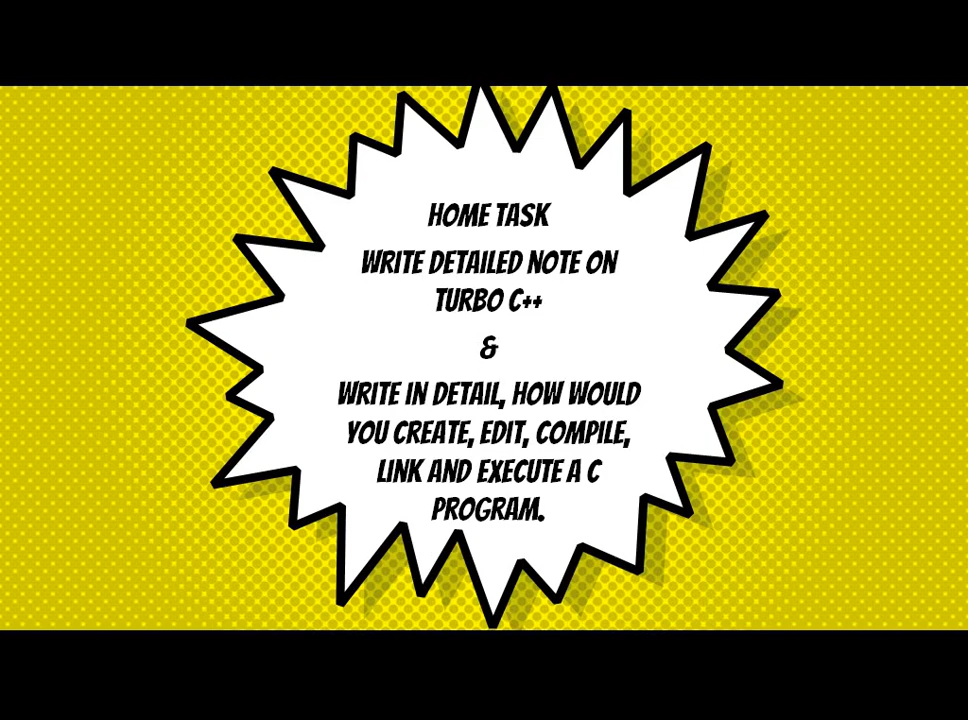 HOME TASK
WRITE DETAILED NOTE ON
TURBO C++
&
WRITE IN DETAIL, HOW WOULD
YOU CREATE, EDIT, COMPILE,
LINK AND EXECUTE A C
PROGRAM.